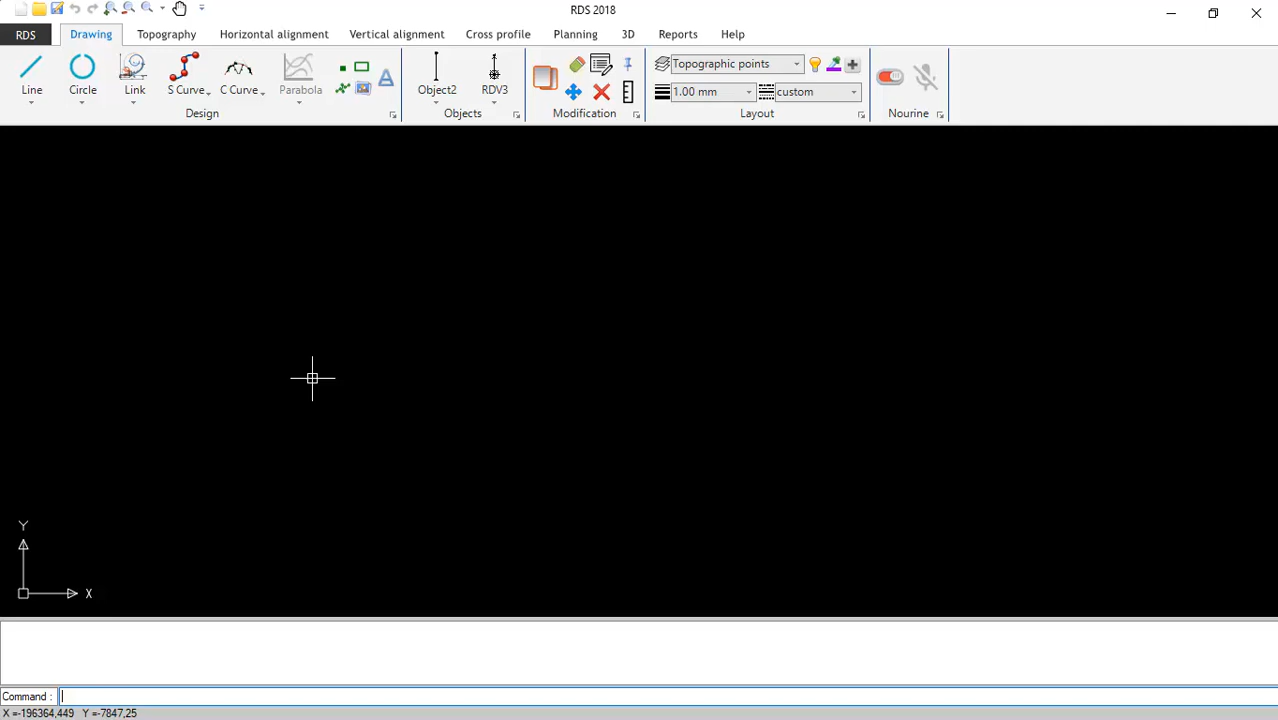 RDS 2018
RDS Drawing Topography Horizontal alignment Vertical alignment Cross profile Planning 3D Reports Help
Line Circle Link S Curve C Curve Parabola A Object2 RDV3
Topographic points
1.00 mm custom
Design Objects Modification Layout Nourine
Y
X
Command :
X =-196364,449 Y =-7847,25